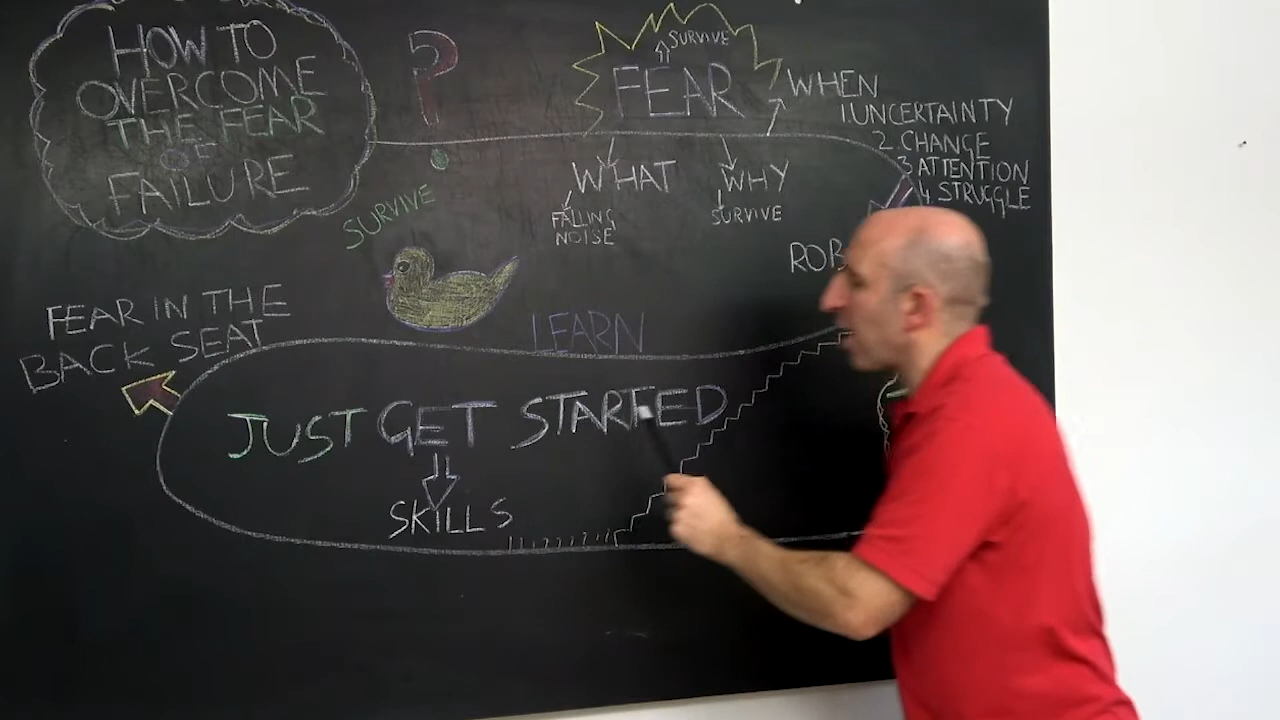 HOW TO
OVERCOME
THE FEAR
OF
FAILURE
?
SURVIVE
FEAR
WHEN
1 UNCERTAINTY
2. CHANGE
3 ATTENTION
4 STRUGGLE
WHAT
WHY
FALLING
NOISE
SURVIVE
SURVIVE
FEAR IN THE
BACK SEAT
LEARN
JUST GET STARTED
SKILLS